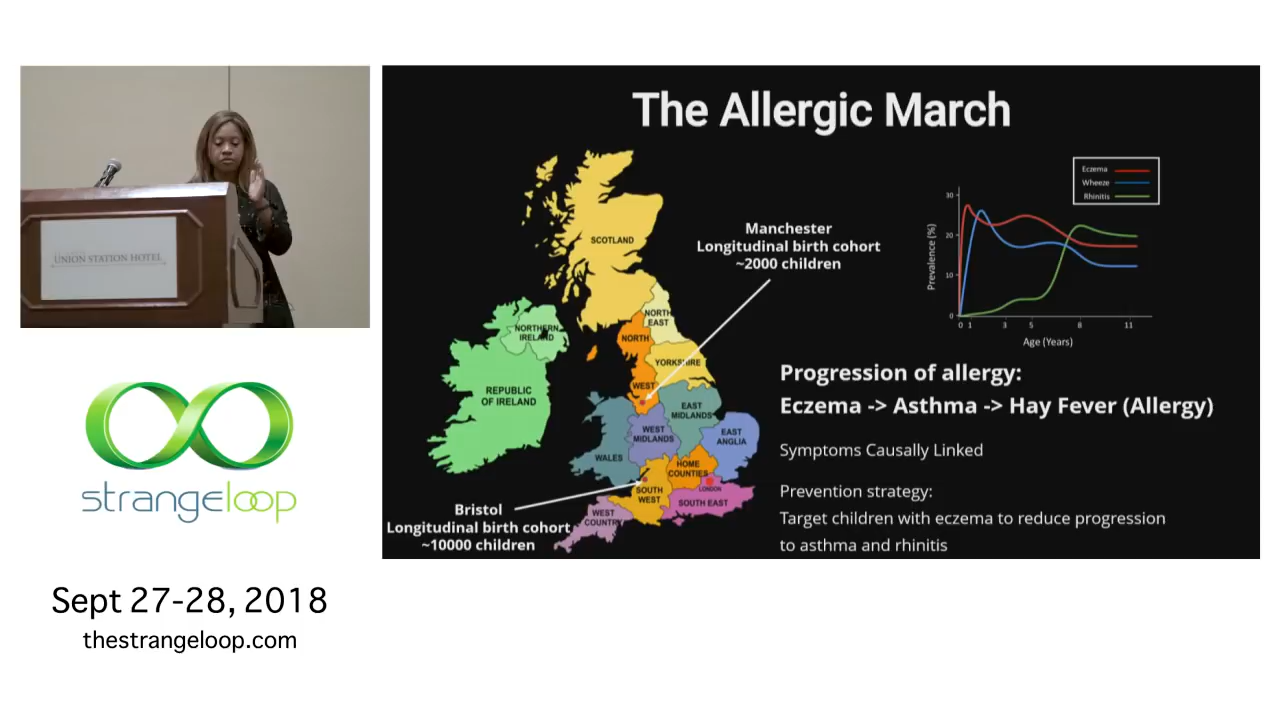 The Allergic March
UNION STATION HOTEL
strangeloop
Sept 27-28, 2018
thestrangeloop.com
SCOTLAND
NORTHERN
IRELAND
REPUBLIC
OF IRELAND
NORTH
EAST
NORTH
WEST
YORKSHIRE
EAST
MIDLANDS
WEST
MIDLANDS
WALES
EAST
ANGLIA
HOME
COUNTIES
LONDON
SOUTH
WEST
SOUTH EAST
WEST
COUNTRY
Manchester
Longitudinal birth cohort
~2000 children
Bristol
Longitudinal birth cohort
~10000 children
Eczema
Wheeze
Rhinitis
Prevalence (%)
30
20
10
0
0 1 3 5 8 11
Age (Years)
Progression of allergy:
Eczema -> Asthma -> Hay Fever (Allergy)
Symptoms Causally Linked
Prevention strategy:
Target children with eczema to reduce progression
to asthma and rhinitis